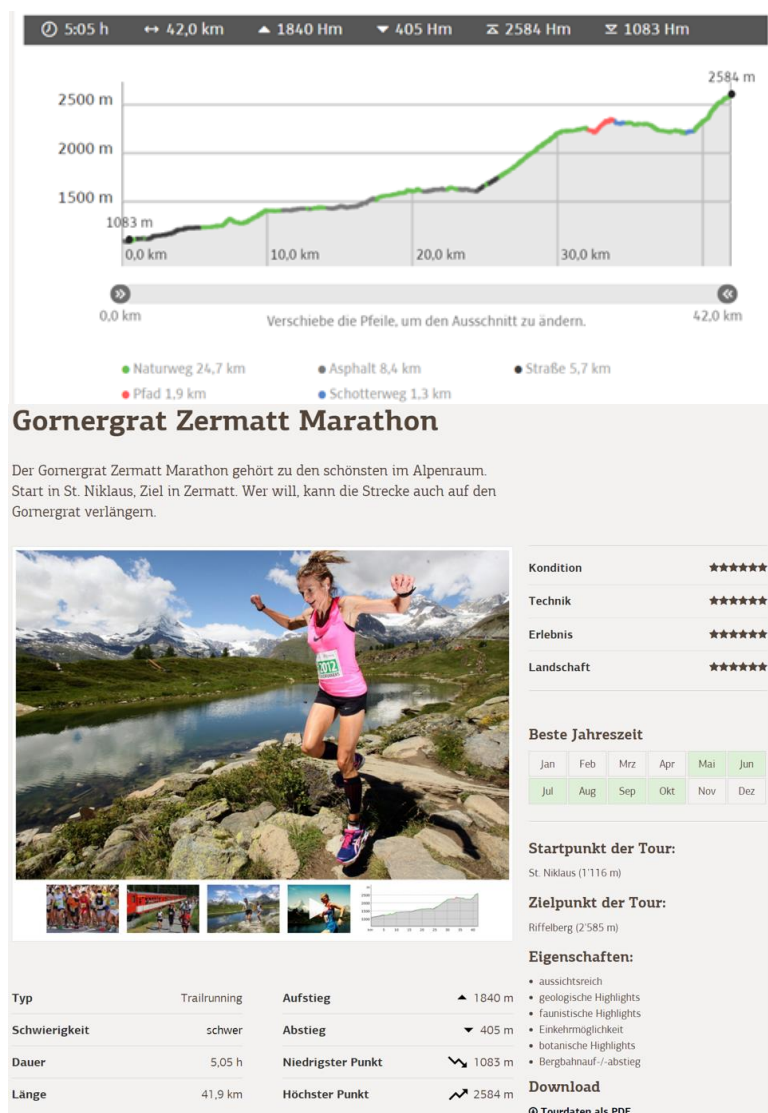 5:05 h 42,0 km 1840 Hm 405 Hm 2584 Hm 1083 Hm
2584 m
2500 m
2000 m
1500 m
1083 m
0,0 km 10,0 km 20,0 km 30,0 km
0,0 km 42,0 km
Verschiebe die Pfeile, um den Ausschnitt zu ändern.
Naturweg 24,7 km Asphalt 8,4 km Straße 5,7 km
Pfad 1,9 km Schotterweg 1,3 km
Gornergrat Zermatt Marathon
Der Gornergrat Zermatt Marathon gehört zu den schönsten im Alpenraum.
Start in St. Niklaus, Ziel in Zermatt. Wer will, kann die Strecke auch auf den
Gornergrat verlängern.
2012
Kondition
Technik
Erlebnis
Landschaft
Beste Jahreszeit
Jan Feb Mrz Apr Mai Jun
Jul Aug Sep Okt Nov Dez
Startpunkt der Tour:
St. Niklaus (1'116 m)
Zielpunkt der Tour:
Riffelberg (2'585 m)
Eigenschaften:
• aussichtsreich
• geologische Highlights
• faunistische Highlights
• Einkehrmöglichkeit
• botanische Highlights
• Bergbahnauf-/-abstieg
Download
Tourdaten als PDF
Typ Trailrunning
Schwierigkeit schwer
Dauer 5,05 h
Länge 41,9 km
Aufstieg 1840 m
Abstieg 405 m
Niedrigster Punkt 1083 m
Höchster Punkt 2584 m